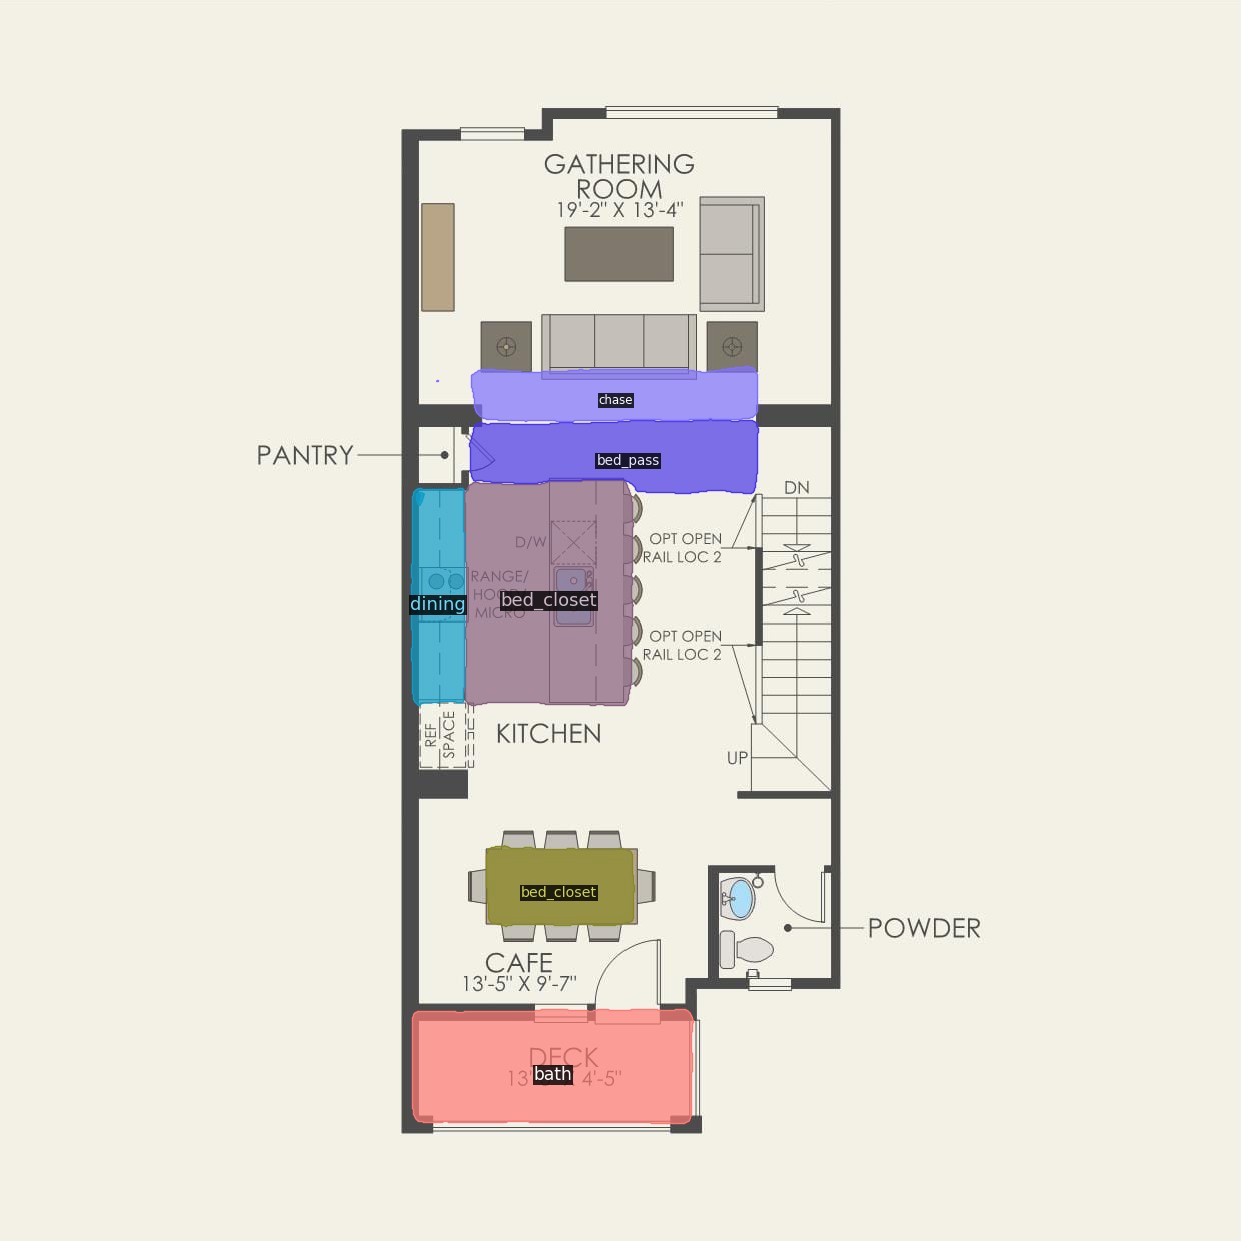 GATHERING
ROOM
19'-2" X 13'-4"
chase
PANTRY
bed_pass
DN
D/W
OPT OPEN
RAIL LOC 2
RANGE/
MICRO
dining
bed_closet
OPT OPEN
RAIL LOC 2
REF
SPACE
KITCHEN
UP
bed_closet
POWDER
CAFE
13'-5" X 9'-7"
DECK
bath
4'-5"